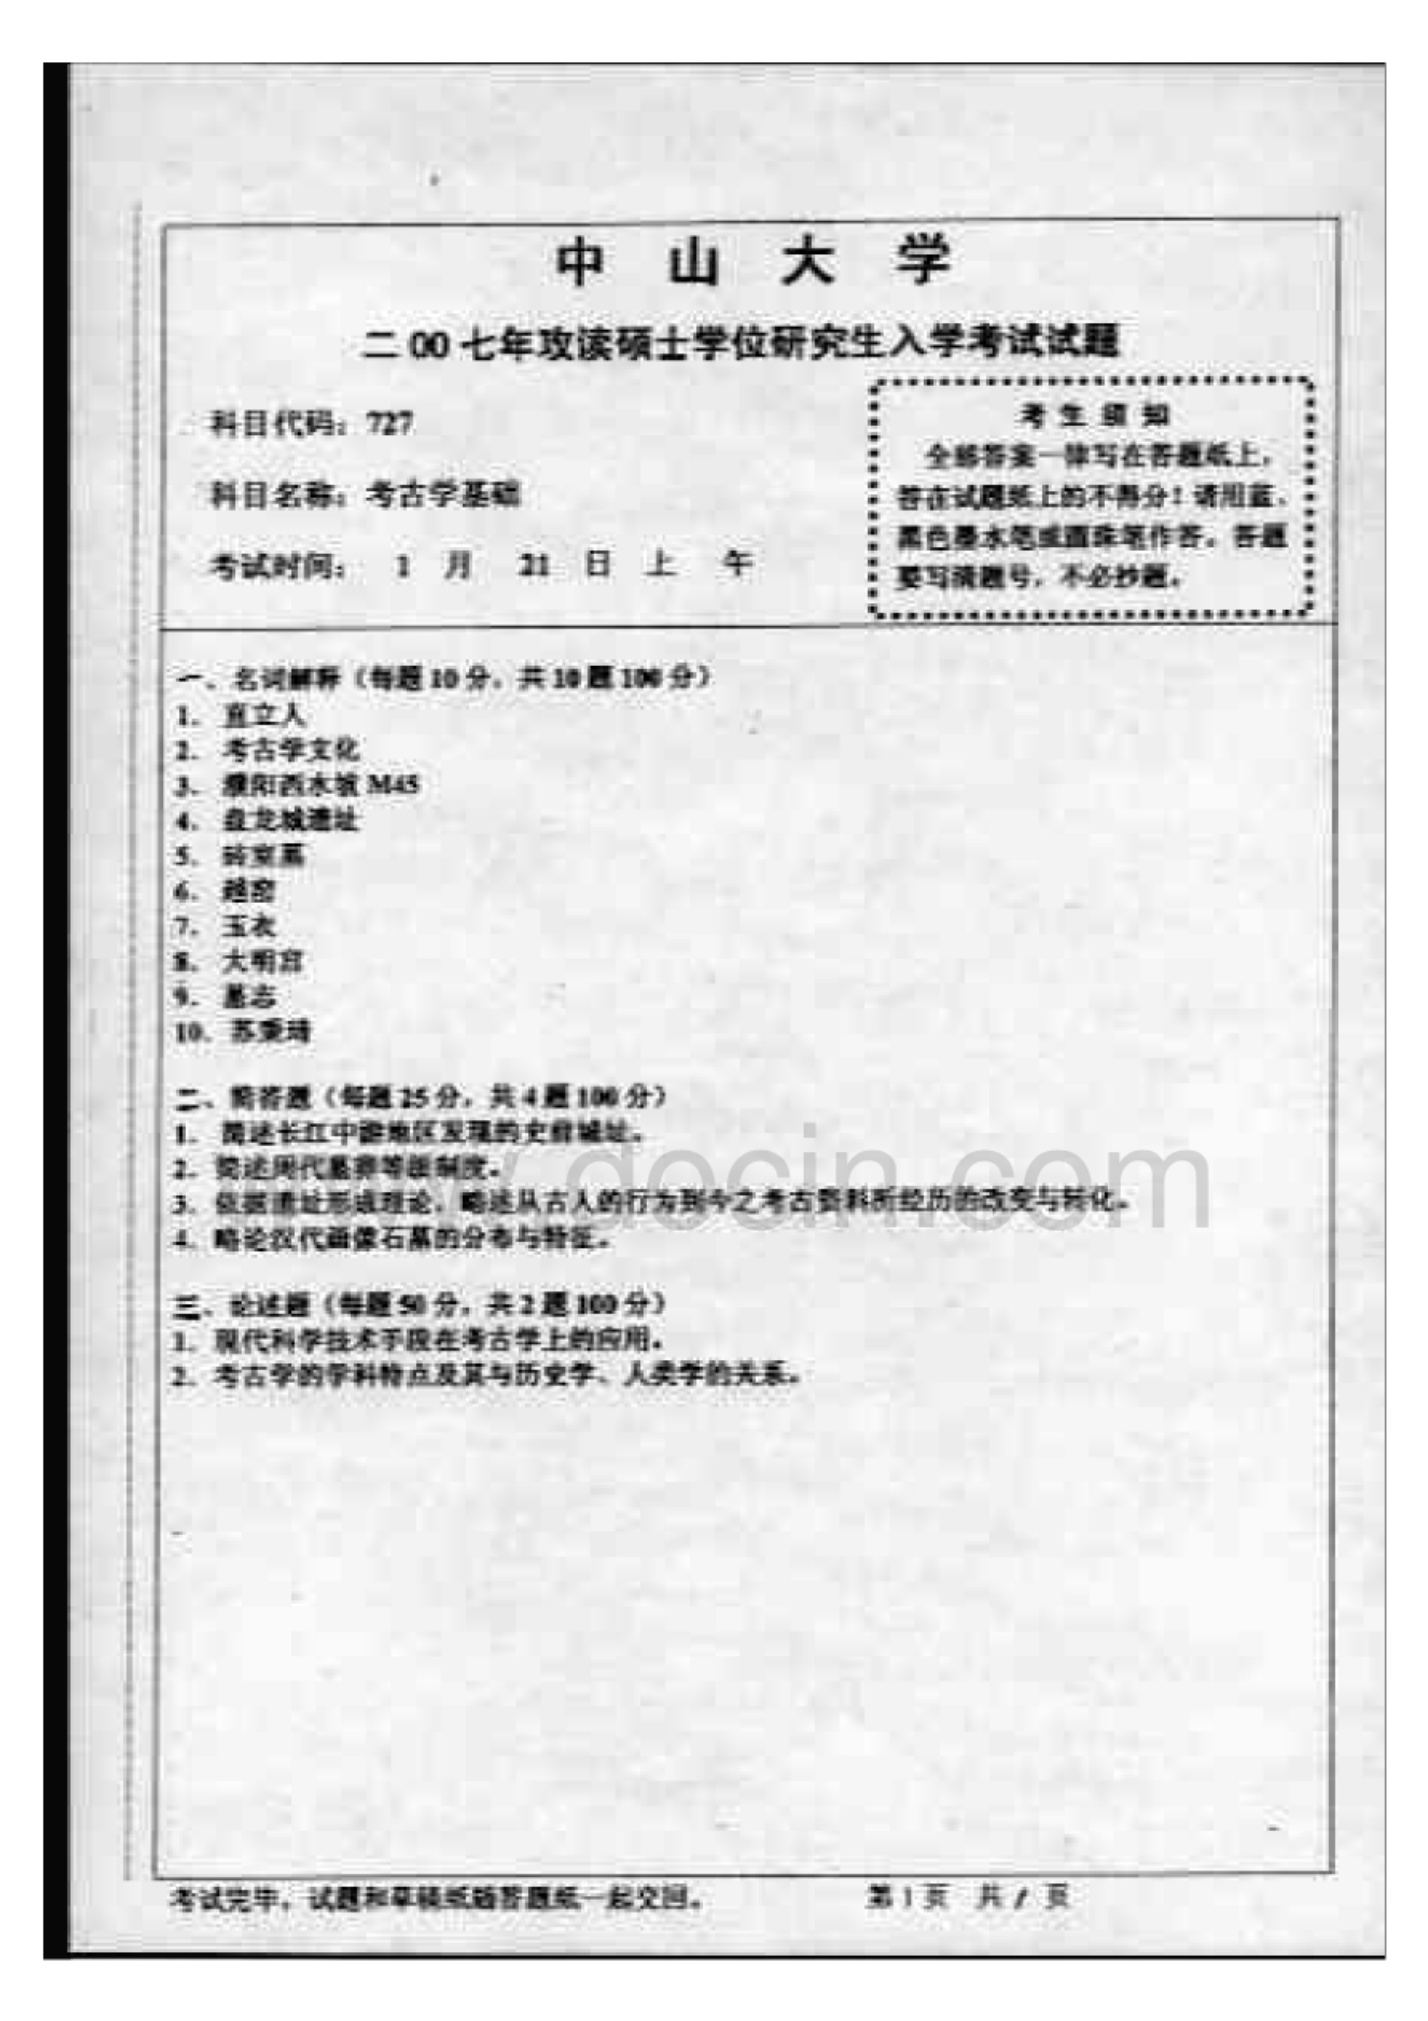 中 山 大 学
二00七年攻读硕士学位研究生入学考试试题
科目代码：727
科目名称：考古学基础
考试时间： 1 月 21 日 上 午
考 生 须 知
全部答案一律写在答题纸上，
答在试题纸上的不得分！请用蓝、
黑色墨水笔或圆珠笔作答。答题
要写清题号，不必抄题。
一、名词解释（每题10分，共10题100分）
1. 直立人
2. 考古学文化
3. 濮阳西水坡M45
4. 盘龙城遗址
5. 砖室墓
6. 越窑
7. 玉衣
8. 大明宫
9. 墓志
10. 苏秉琦
二、简答题（每题25分，共4题100分）
1. 简述长江中游地区发现的史前城址。
2. 简述周代墓葬等级制度。
3. 依据遗址形成理论，略述从古人的行为到今之考古资料所经历的改变与转化。
4. 略论汉代画像石墓的分布与特征。
三、论述题（每题50分，共2题100分）
1. 现代科学技术手段在考古学上的应用。
2. 考古学的学科特点及其与历史学、人类学的关系。
考试完毕，试题和草稿纸随答题纸一起交回。 第1页 共1页
.docin.com